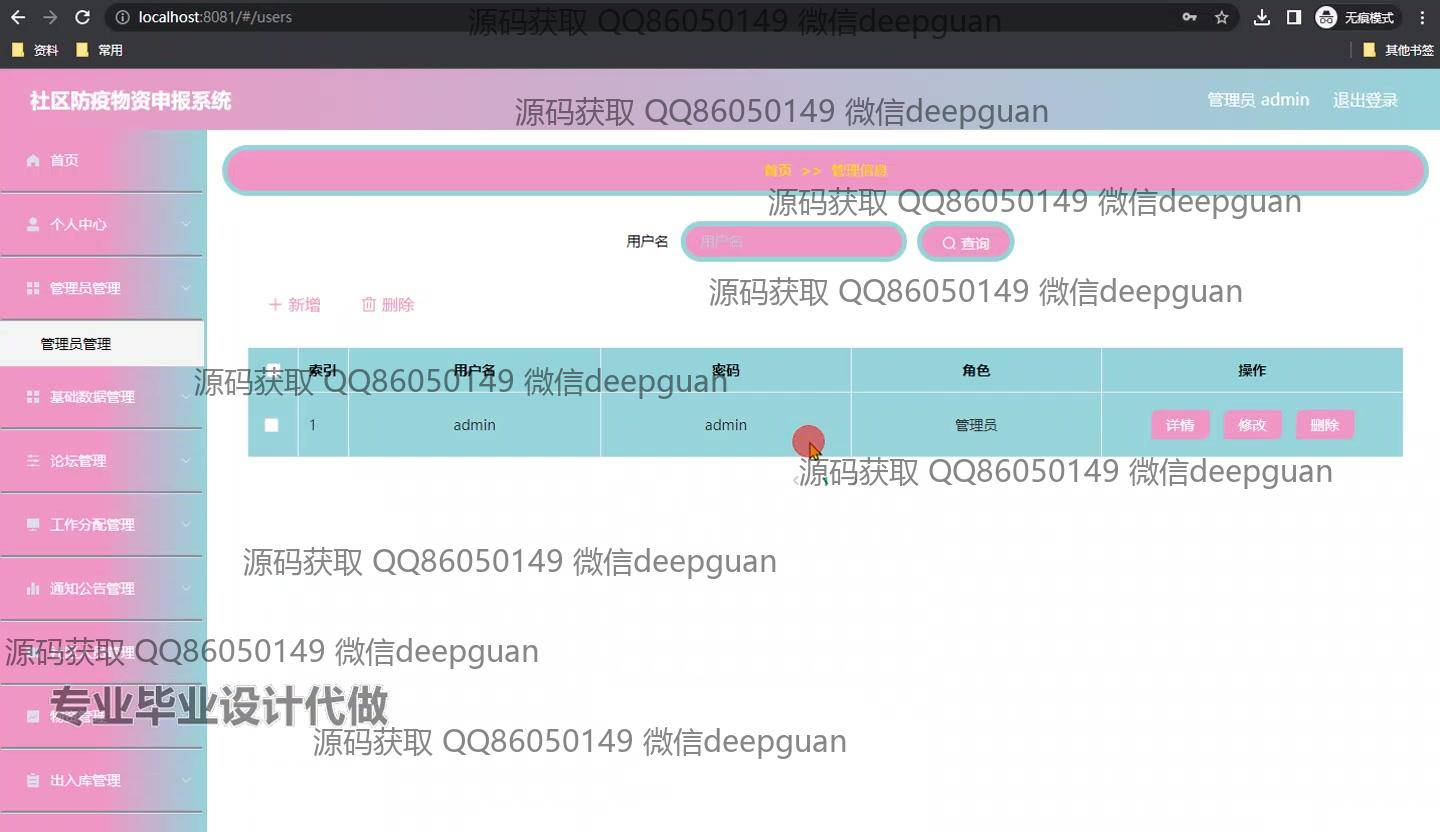 localhost:8081/#/users
无痕模式
资料
常用
其他书签
源码获取 QQ86050149 微信deepguan
社区防疫物资申报系统
源码获取 QQ86050149 微信deepguan
管理员 admin
退出登录
首页
首页 >> 管理信息
源码获取 QQ86050149 微信deepguan
个人中心
用户名
用户名
查询
管理员管理
源码获取 QQ86050149 微信deepguan
新增
删除
管理员管理
索引
用户名
密码
角色
操作
源码获取 QQ86050149 微信deepguan
基础数据管理
1
admin
admin
管理员
详情
修改
删除
论坛管理
源码获取 QQ86050149 微信deepguan
工作分配管理
源码获取 QQ86050149 微信deepguan
通知公告管理
源码获取 QQ86050149 微信deepguan
管理
专业毕业设计代做
物资管理
源码获取 QQ86050149 微信deepguan
出入库管理